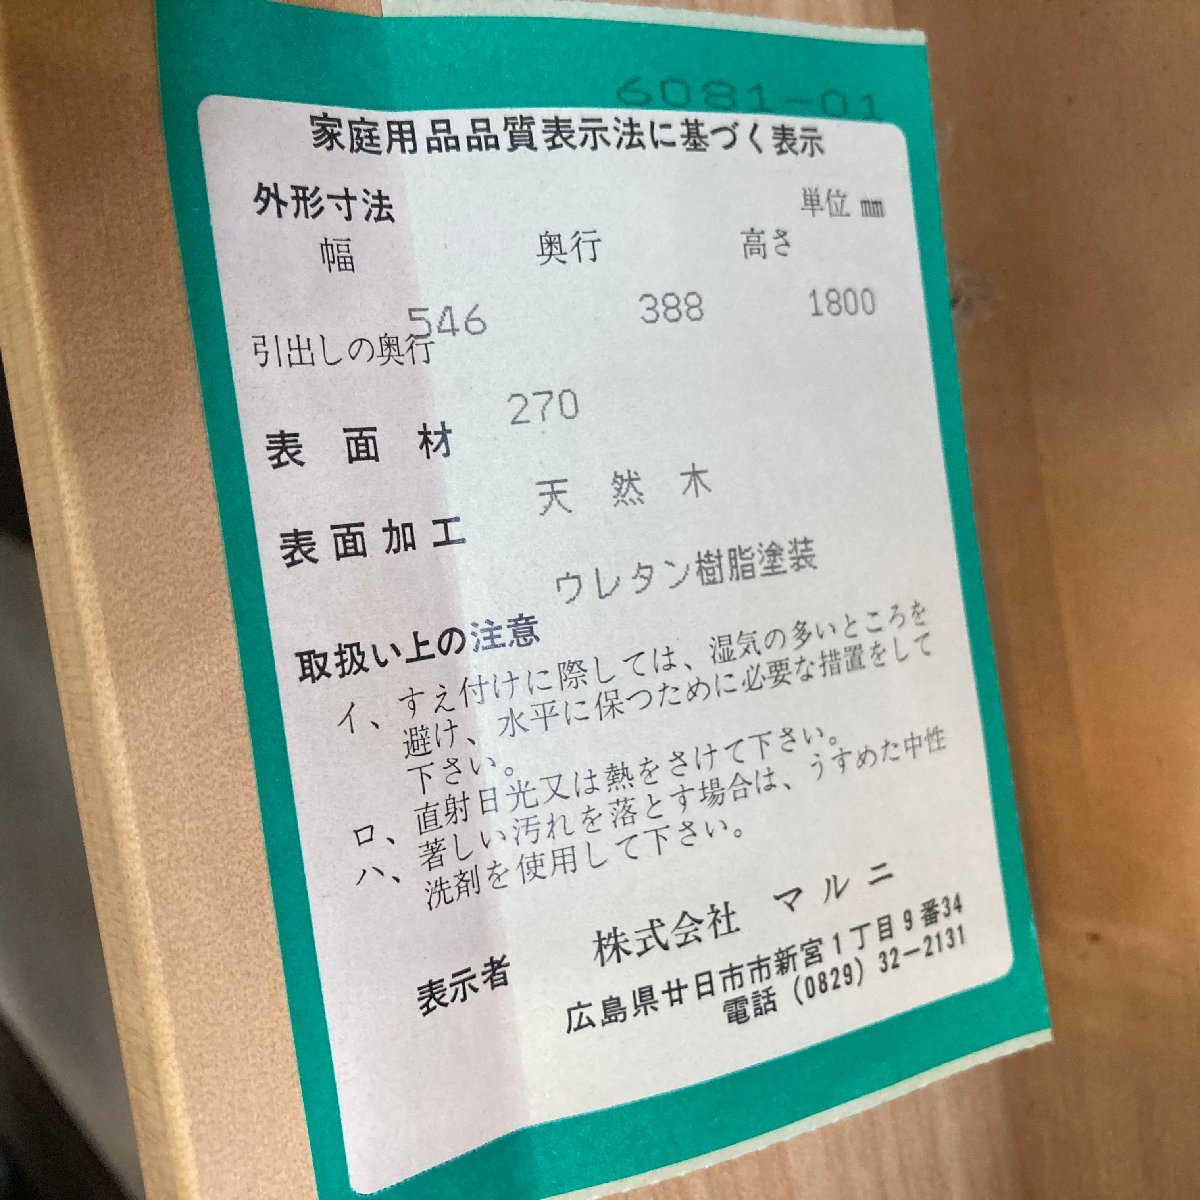 6081-01
家庭用品品質表示法に基づく表示
外形寸法 単位 mm
幅 奥行 高さ
546 388 1800
引出しの奥行
270
表面材
天然木
表面加工
ウレタン樹脂塗装
取扱い上の注意
イ、すえ付けに際しては、湿気の多いところを
避け、水平に保つために必要な措置をして
下さい。
ロ、直射日光又は熱をさけて下さい。
ハ、著しい汚れを落とす場合は、うすめた中性
洗剤を使用して下さい。
表示者 株式会社 マルニ
広島県廿日市市新宮1丁目9番34
電話 (0829) 32-2131